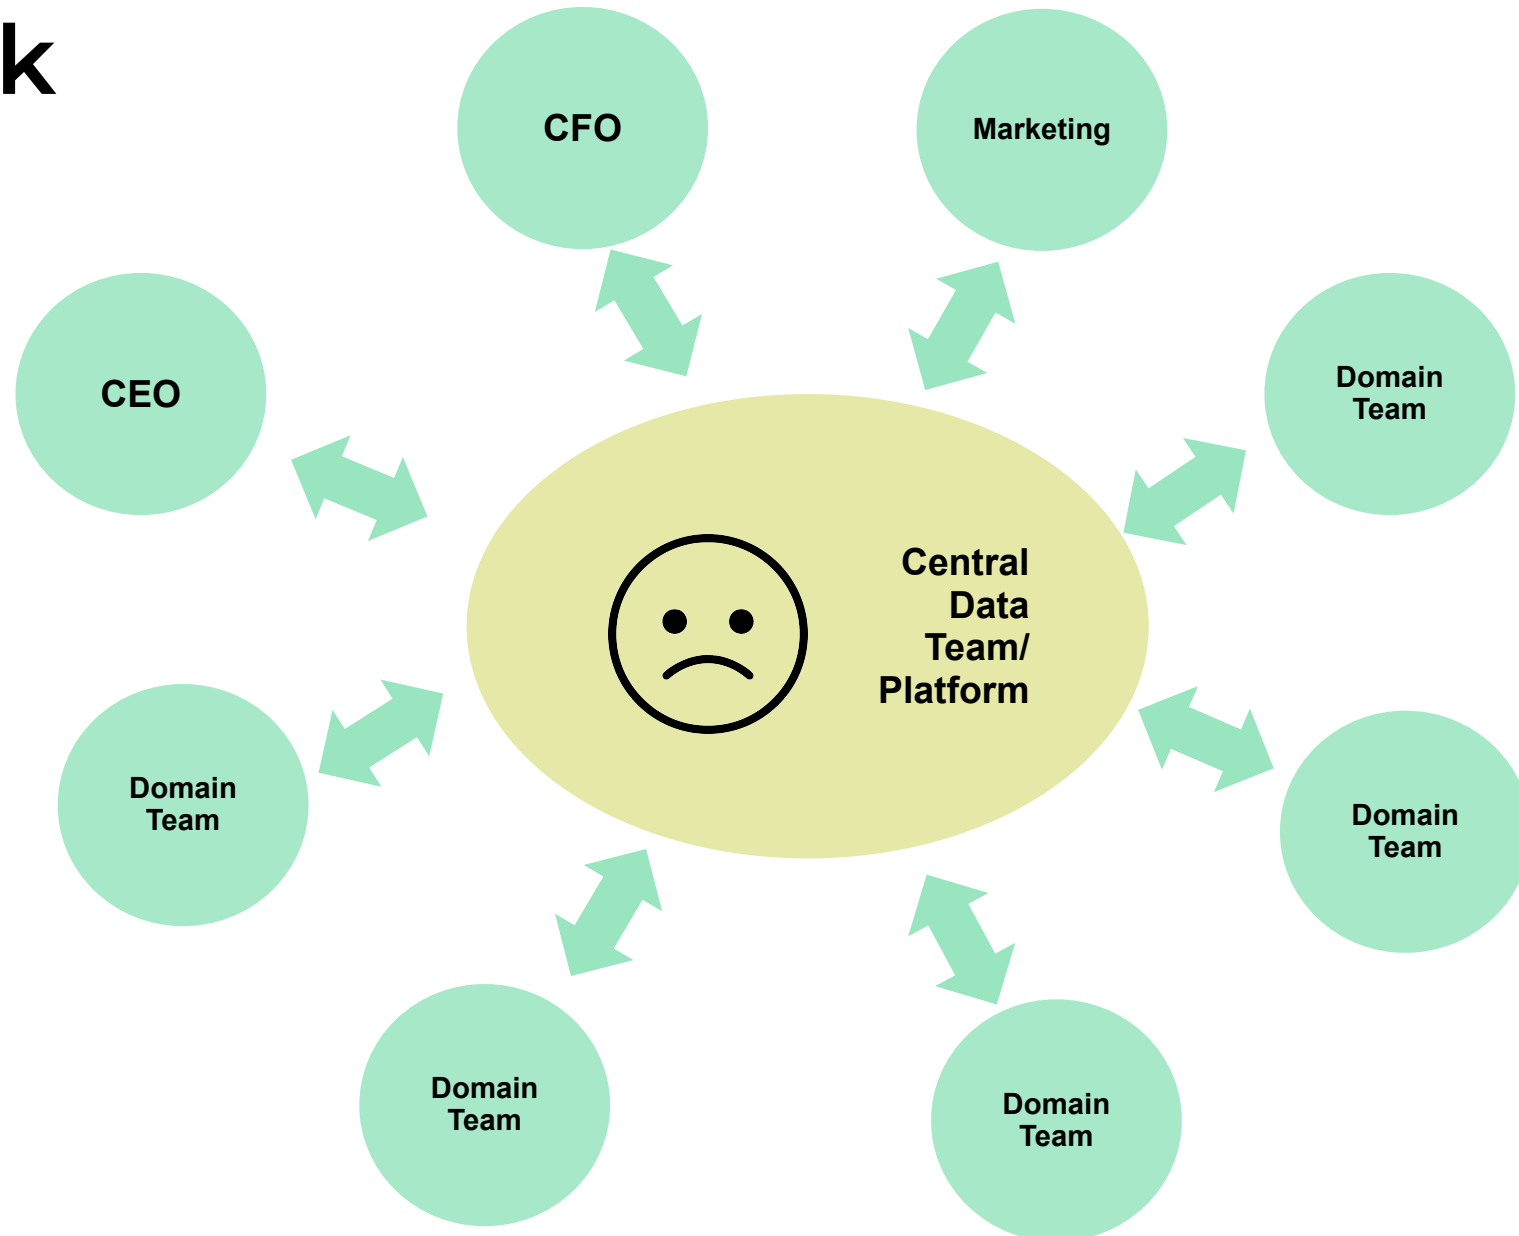 k
CFO
Marketing
CEO
Domain
Team
Central
Data
Team/
Platform
Domain
Team
Domain
Team
Domain
Team
Domain
Team